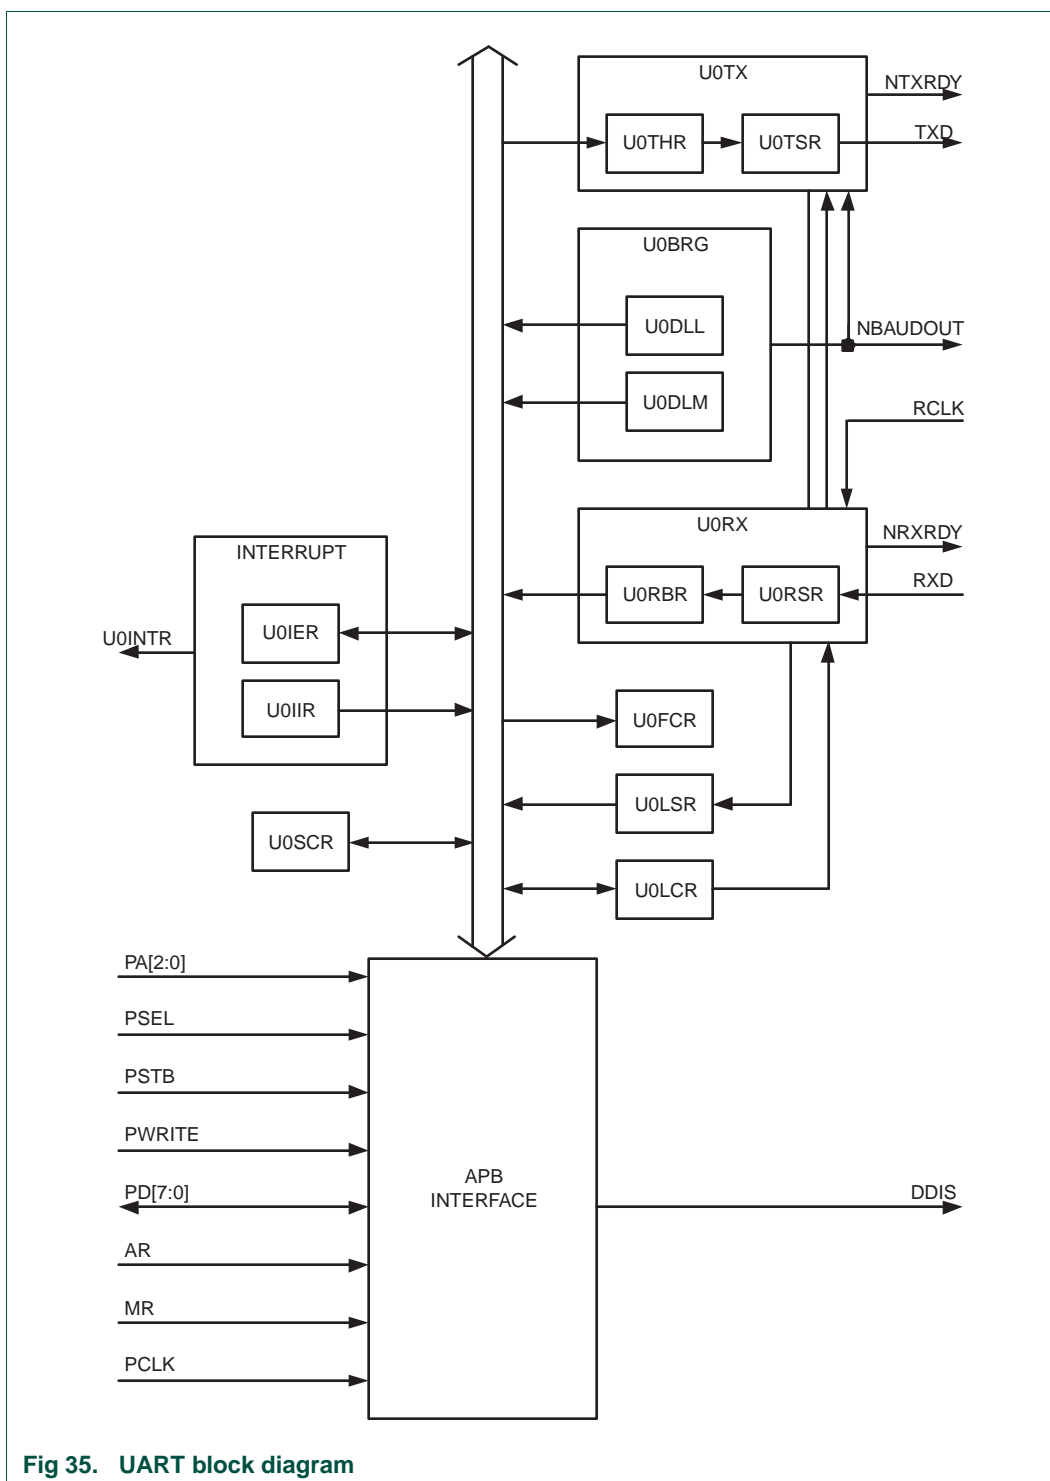 U0TX
NTXRDY
U0THR
U0TSR
TXD
U0BRG
U0DLL
NBAUDOUT
U0DLM
RCLK
U0RX
NRXRDY
INTERRUPT
U0RBR
U0RSR
RXD
U0IER
U0INTR
U0IIR
U0FCR
U0LSR
U0SCR
U0LCR
PA[2:0]
PSEL
PSTB
PWRITE
APB
INTERFACE
PD[7:0]
DDIS
AR
MR
PCLK
Fig 35. UART block diagram